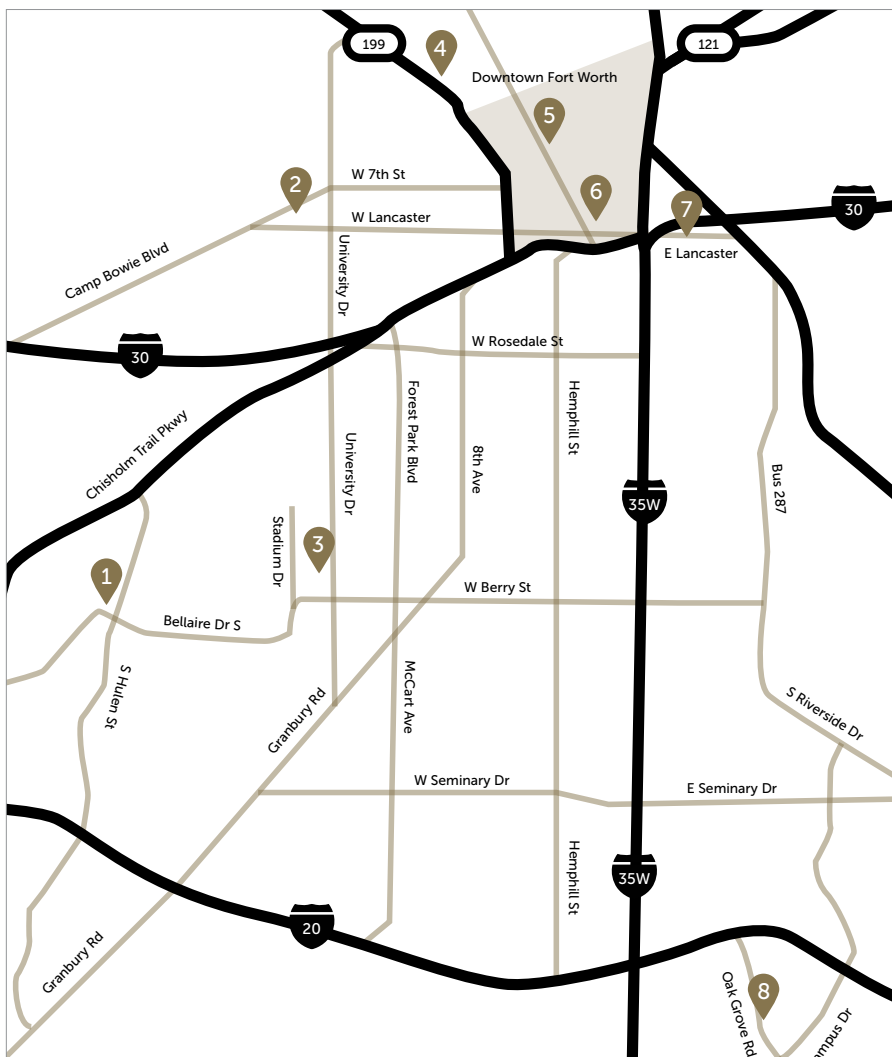 199
4
121
Downtown Fort Worth
5
2
W 7th St
6
7
30
W Lancaster
E Lancaster
Camp Bowie Blvd
University Dr
30
W Rosedale St
Forest Park Blvd
Hemphill St
Chisholm Trail Pkwy
University Dr
8th Ave
Bus 287
35W
Stadium Dr
3
1
W Berry St
Bellaire Dr S
S Hulen St
McCart Ave
Granbury Rd
S Riverside Dr
W Seminary Dr
E Seminary Dr
Hemphill St
35W
20
Granbury Rd
Oak Grove Rd
8
ampus Dr